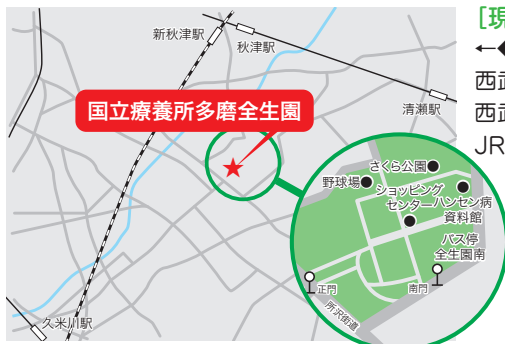 新秋津駅
秋津駅
清瀬駅
国立療養所多磨全生園
久米川駅
さくら公園
野球場
ショッピング
センター
ハンセン病
資料館
バス停
全生園南
正門
南門
所沢街道
[現
←◆
西武
西武
JR